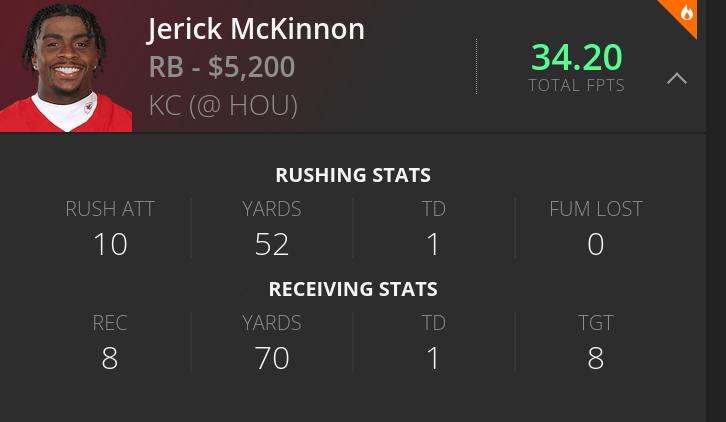 Jerick McKinnon
RB - $5,200
KC (@ HOU)
34.20
TOTAL FPTS
RUSHING STATS
RUSH ATT YARDS TD FUM LOST
10 52 1 0
RECEIVING STATS
REC YARDS TD TGT
8 70 1 8